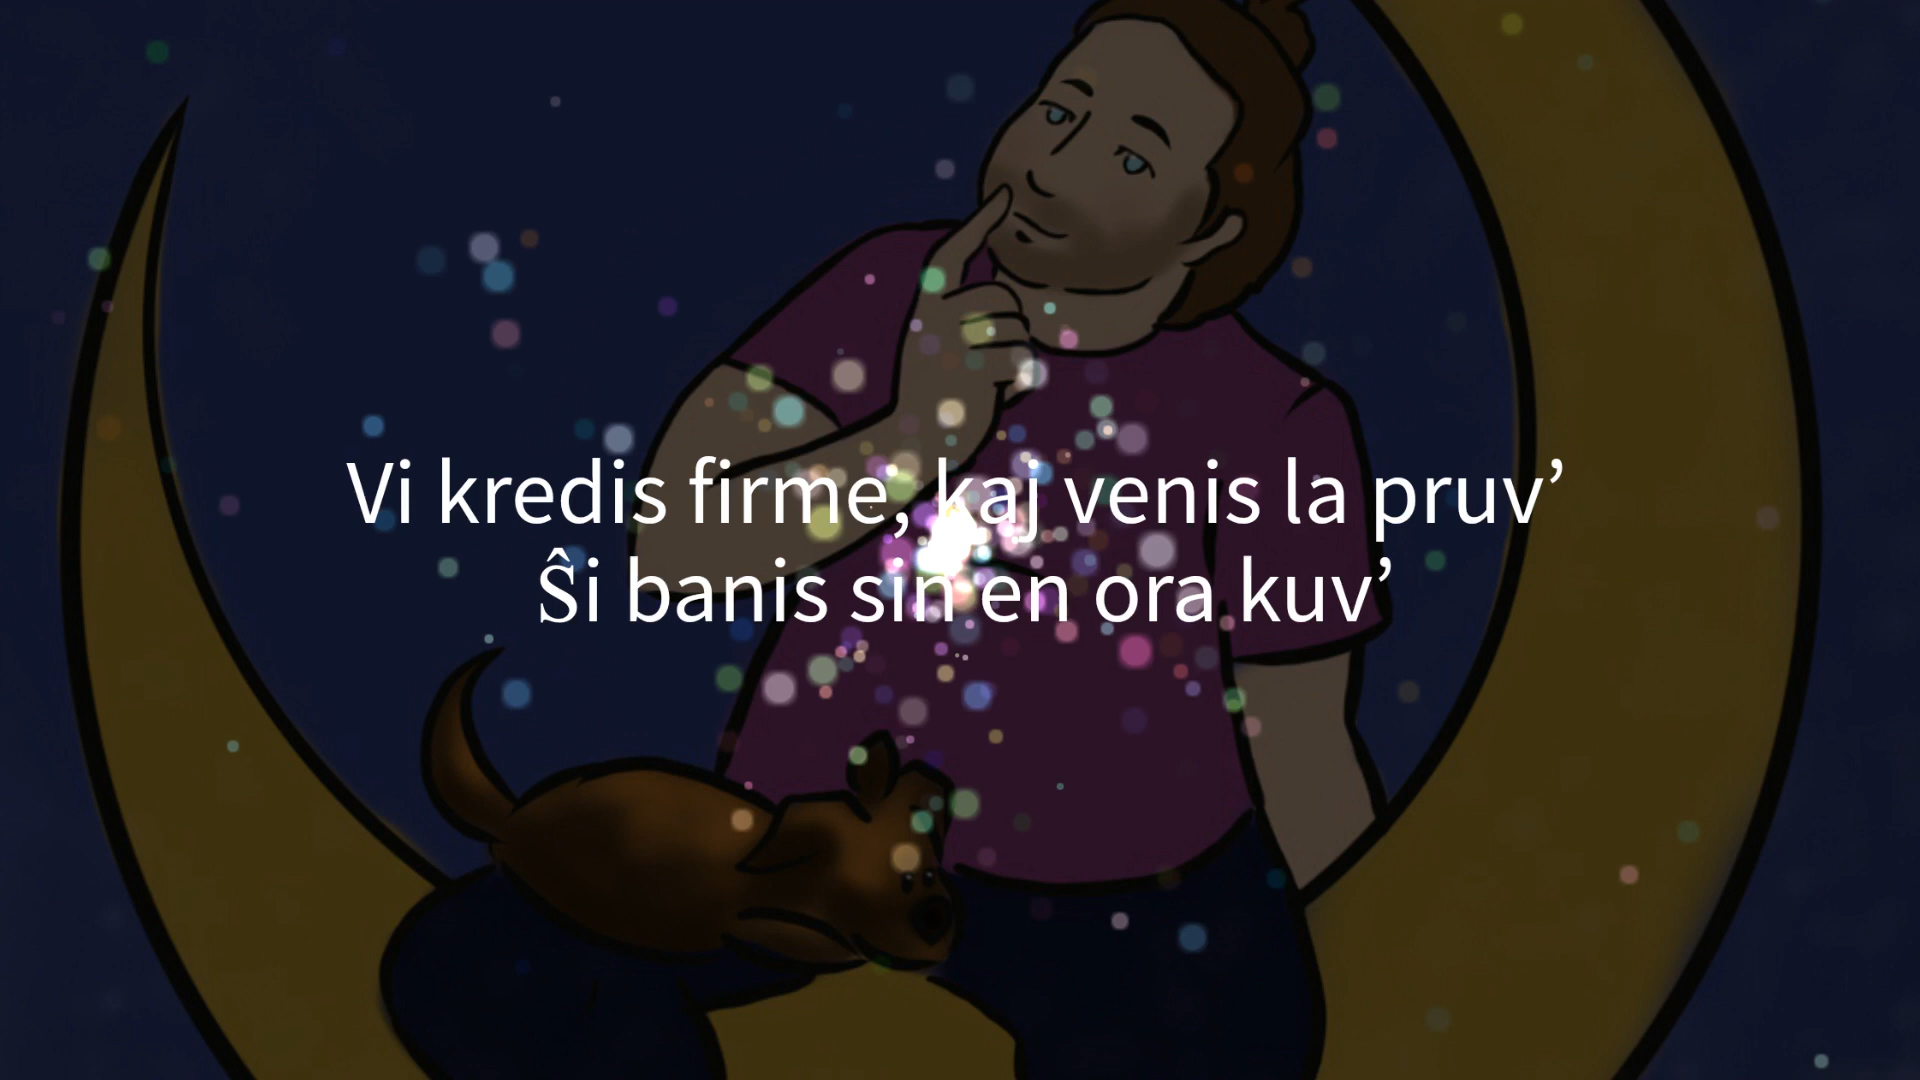 Vi kredis firme, kaj venis la pruv’
Ŝi banis sin en ora kuv’